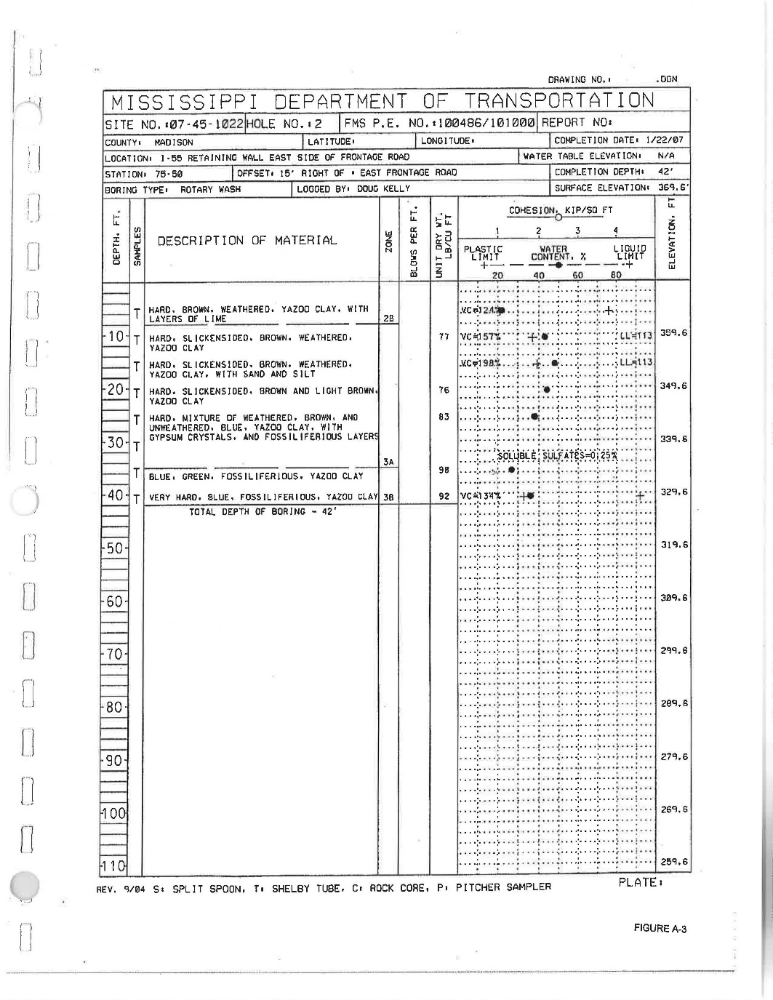 DRAWING NO.: .DGN
MISSISSIPPI DEPARTMENT OF TRANSPORTATION
SITE NO.:07-45-1022 HOLE NO.:2 FMS P.E. NO.:100486/101000 REPORT NO:
COUNTY: MADISON LATITUDE: LONGITUDE: COMPLETION DATE: 1/22/07
LOCATION: I-55 RETAINING WALL EAST SIDE OF FRONTAGE ROAD WATER TABLE ELEVATION: N/A
STATION: 75+50 OFFSET: 15' RIGHT OF EAST FRONTAGE ROAD COMPLETION DEPTH: 42'
BORING TYPE: ROTARY WASH LOGGED BY: DOUG KELLY SURFACE ELEVATION: 369.6'
DEPTH, FT.
SAMPLES
DESCRIPTION OF MATERIAL
ZONE
BLOWS PER FT.
UNIT DRY WT. LB/CU FT
COHESION, KIP/SQ FT
1 2 3 4
PLASTIC LIMIT WATER CONTENT, % LIQUID LIMIT
20 40 60 80
ELEVATION, FT
T HARD, BROWN, WEATHERED, YAZOO CLAY, WITH VC=124%
LAYERS OF LIME 2B
10 T HARD, SLICKENSIDED, BROWN, WEATHERED, 77 VC=157% LL=113 359.6
YAZOO CLAY
T HARD, SLICKENSIDED, BROWN, WEATHERED, VC=198% LL=113
YAZOO CLAY, WITH SAND AND SILT
20 T HARD, SLICKENSIDED, BROWN AND LIGHT BROWN, 76 349.6
YAZOO CLAY
T HARD, MIXTURE OF WEATHERED, BROWN, AND 83
UNWEATHERED, BLUE, YAZOO CLAY, WITH
30 T GYPSUM CRYSTALS, AND FOSSILIFERIOUS LAYERS 339.6
SOLUBLE SULFATES=0.25%
3A
T BLUE, GREEN, FOSSILIFERIOUS, YAZOO CLAY 98
40 T VERY HARD, BLUE, FOSSILIFERIOUS, YAZOO CLAY 3B 92 VC=134% 329.6
TOTAL DEPTH OF BORING - 42'
50 319.6
60 309.6
70 299.6
80 289.6
90 279.6
100 269.6
110 259.6
REV. 9/04 S: SPLIT SPOON, T: SHELBY TUBE, C: ROCK CORE, P: PITCHER SAMPLER PLATE:
FIGURE A-3